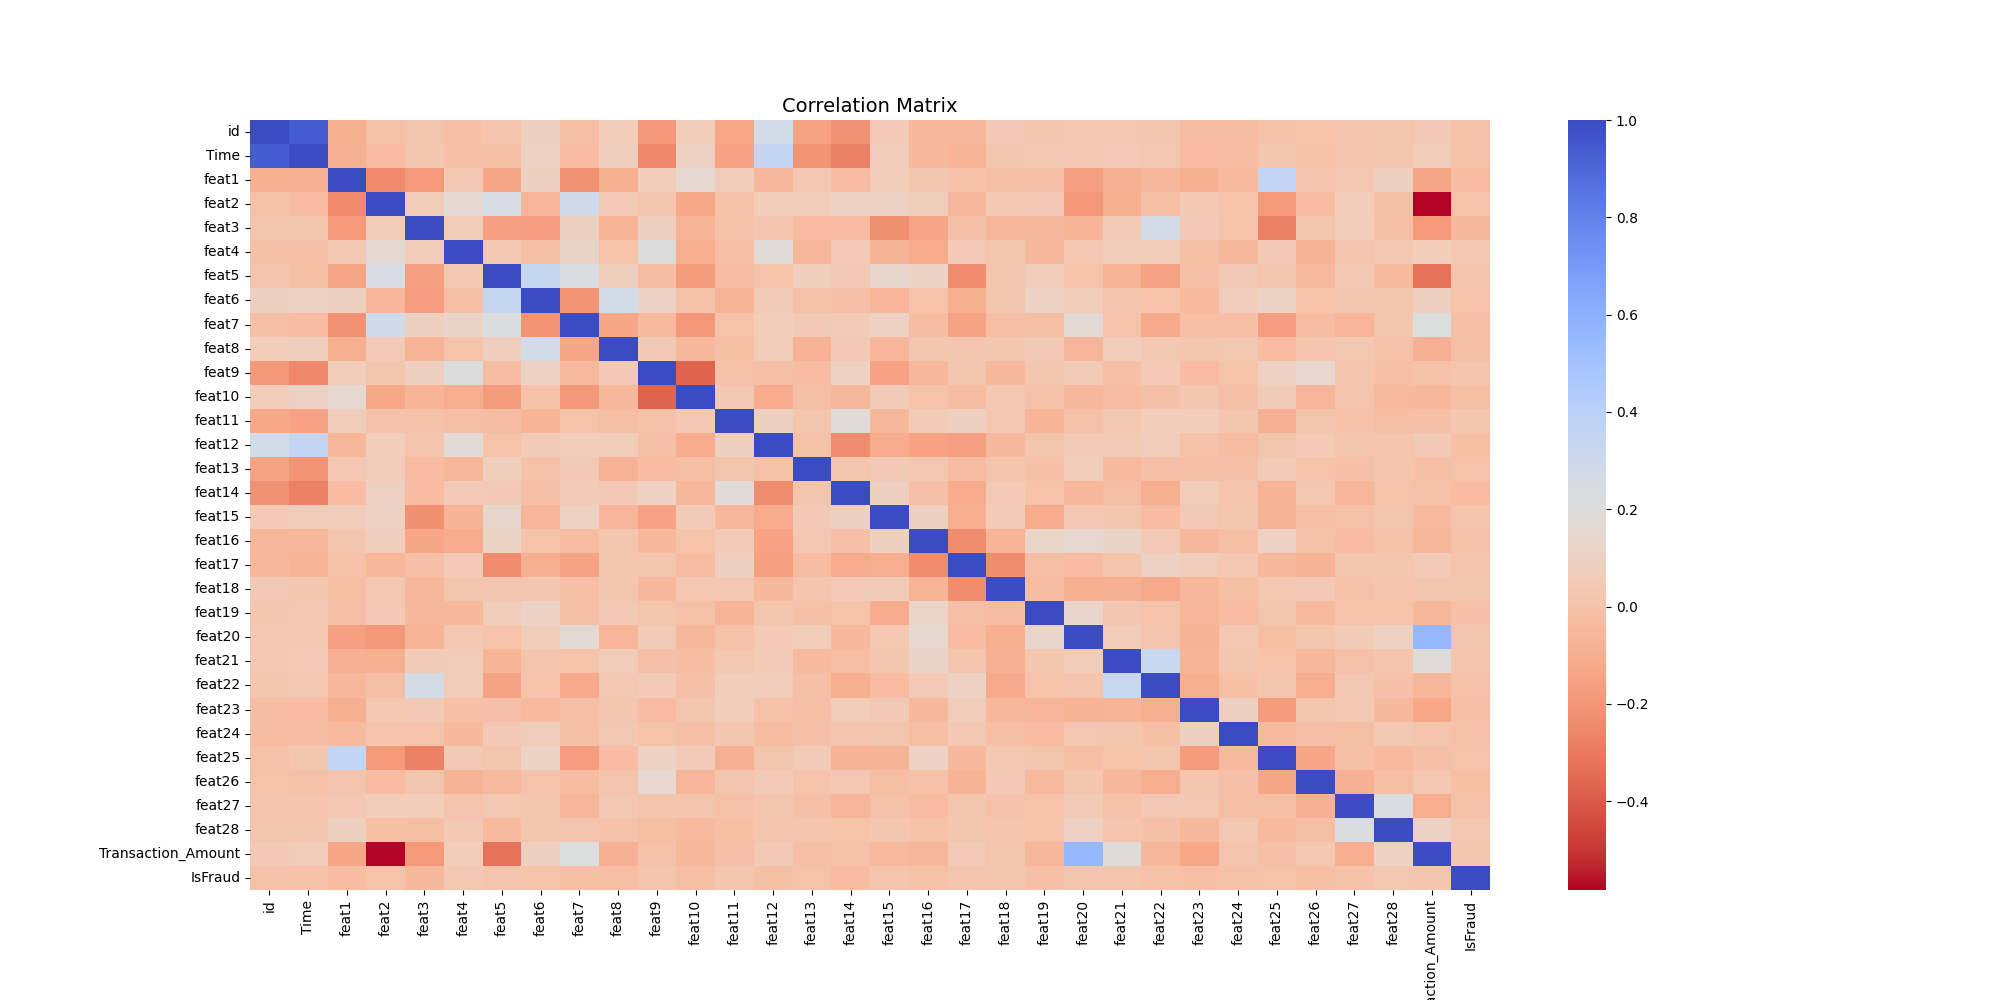 Correlation Matrix
id
Time
feat1
feat2
feat3
feat4
feat5
feat6
feat7
feat8
feat9
feat10
feat11
feat12
feat13
feat14
feat15
feat16
feat17
feat18
feat19
feat20
feat21
feat22
feat23
feat24
feat25
feat26
feat27
feat28
Transaction_Amount
IsFraud
id
Time
feat1
feat2
feat3
feat4
feat5
feat6
feat7
feat8
feat9
feat10
feat11
feat12
feat13
feat14
feat15
feat16
feat17
feat18
feat19
feat20
feat21
feat22
feat23
feat24
feat25
feat26
feat27
feat28
action_Amount
IsFraud
1.0
0.8
0.6
0.4
0.2
0.0
−0.2
−0.4